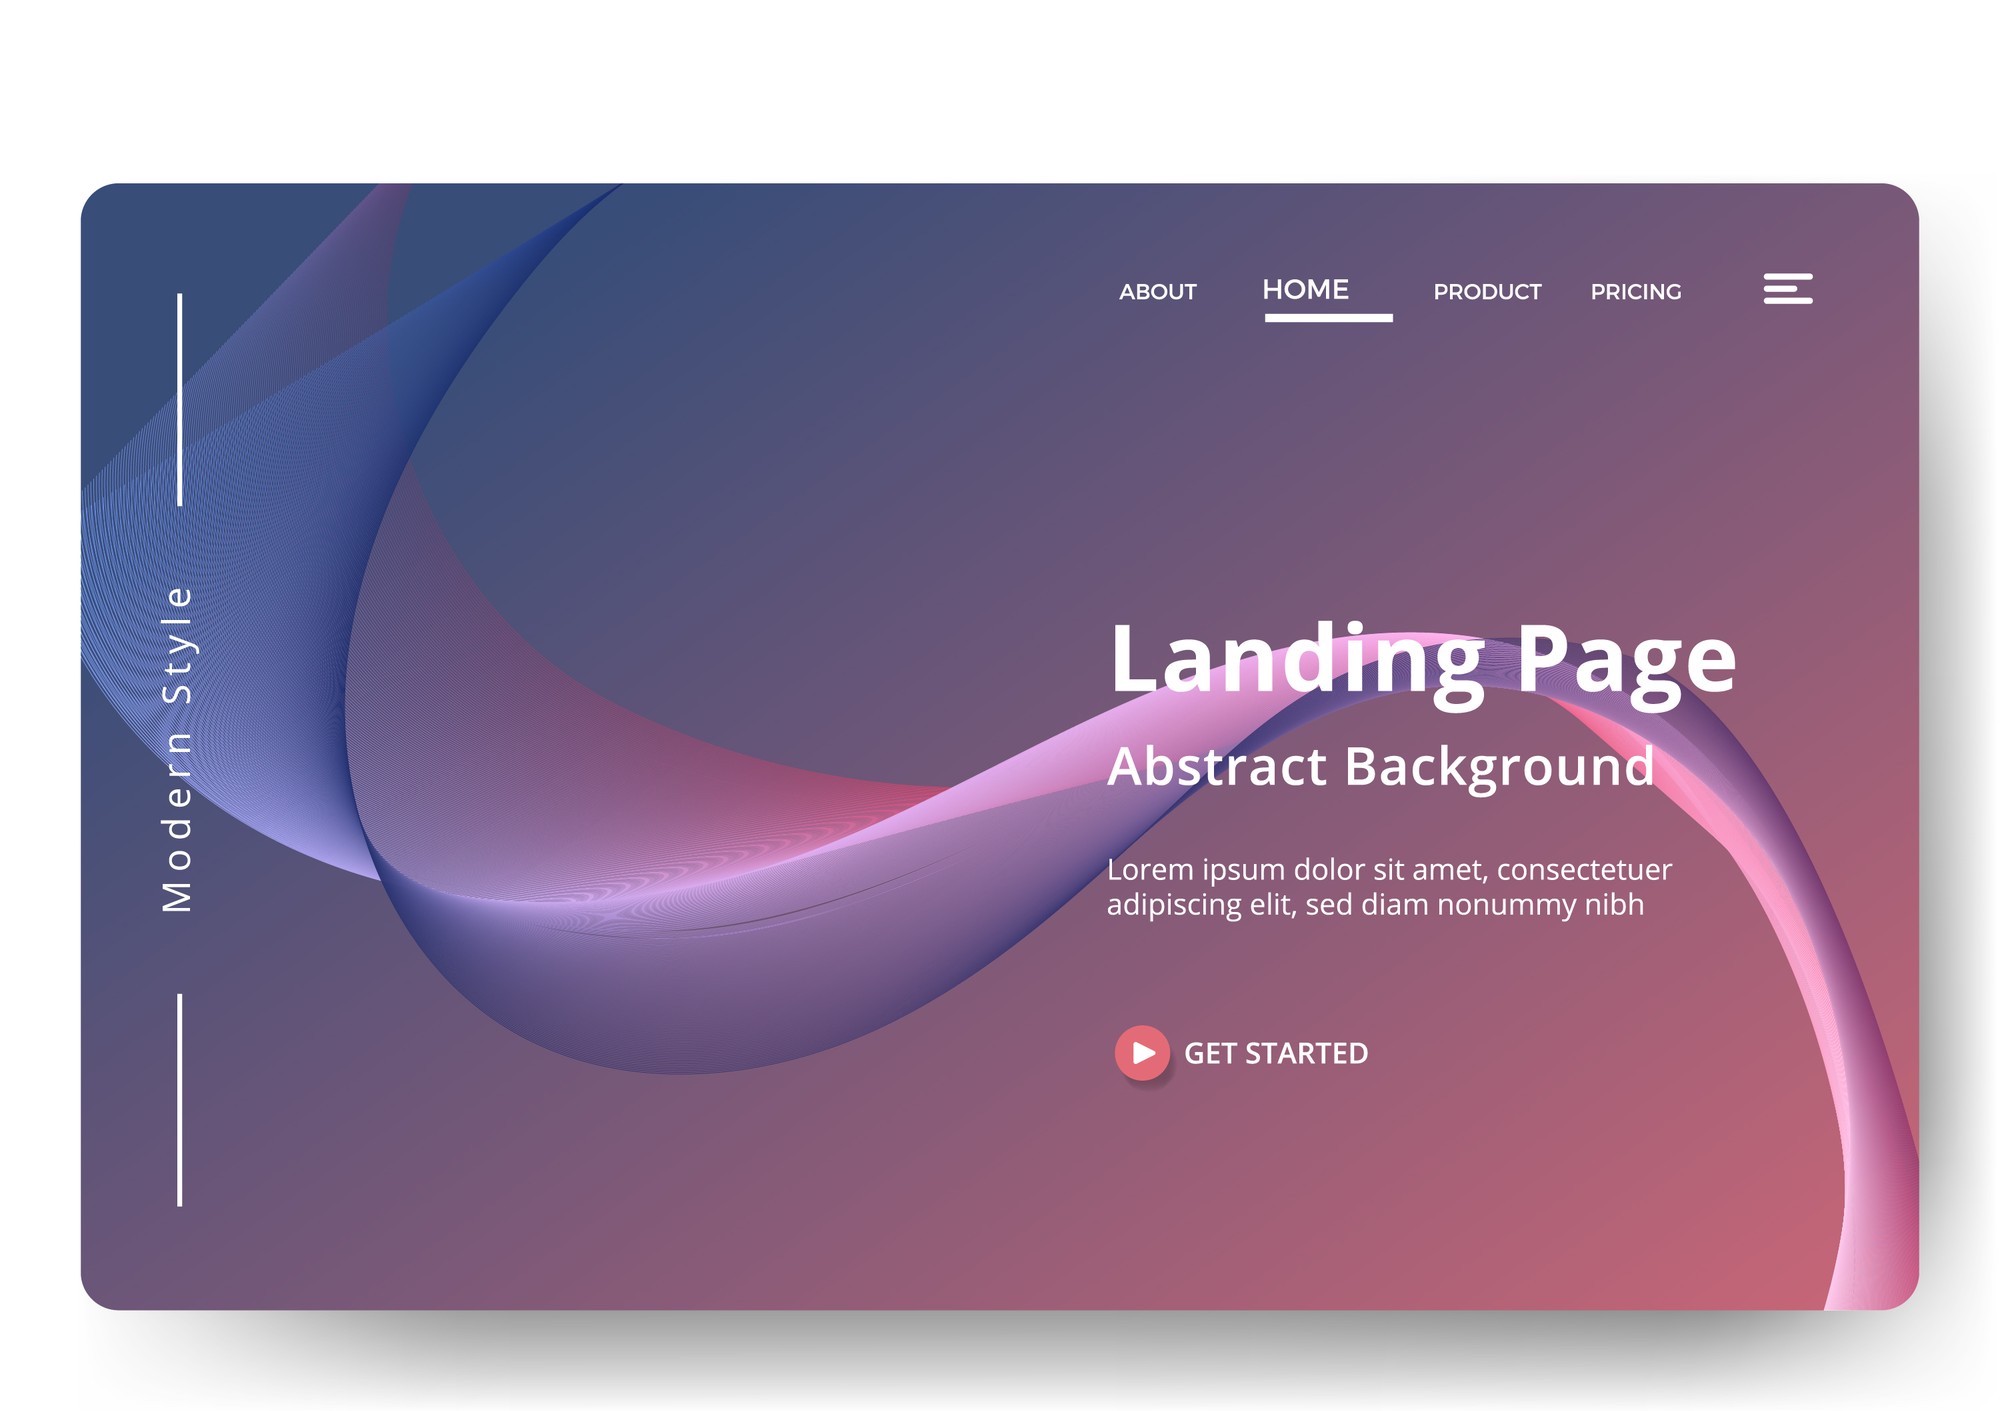 ABOUT HOME PRODUCT PRICING
Modern Style
Landing Page
Abstract Background
Lorem ipsum dolor sit amet, consectetuer
adipiscing elit, sed diam nonummy nibh
GET STARTED